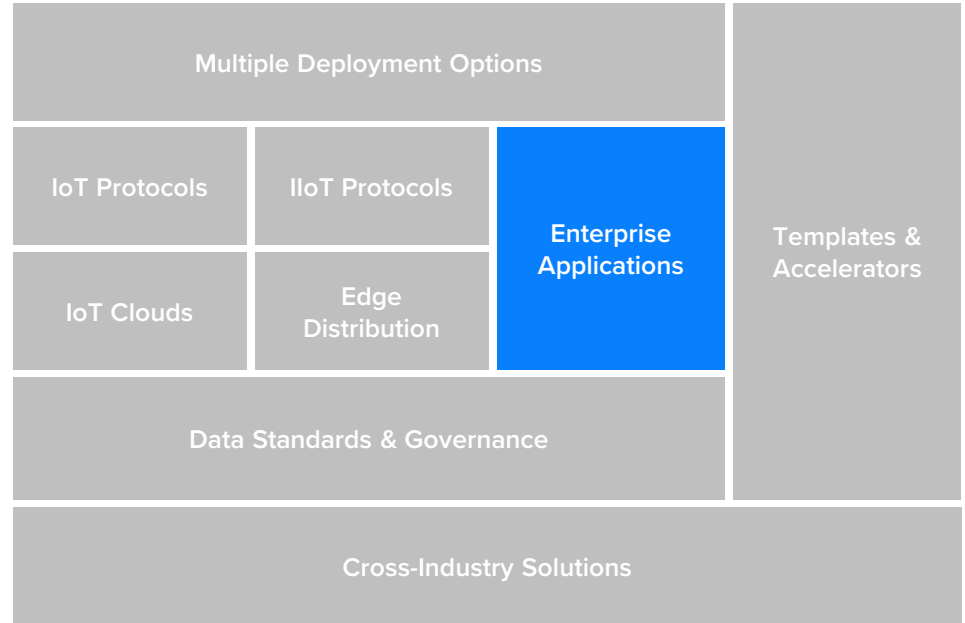 Multiple Deployment Options
IoT Protocols
IIoT Protocols
Enterprise
Applications
Templates &
Accelerators
IoT Clouds
Edge
Distribution
Data Standards & Governance
Cross-Industry Solutions